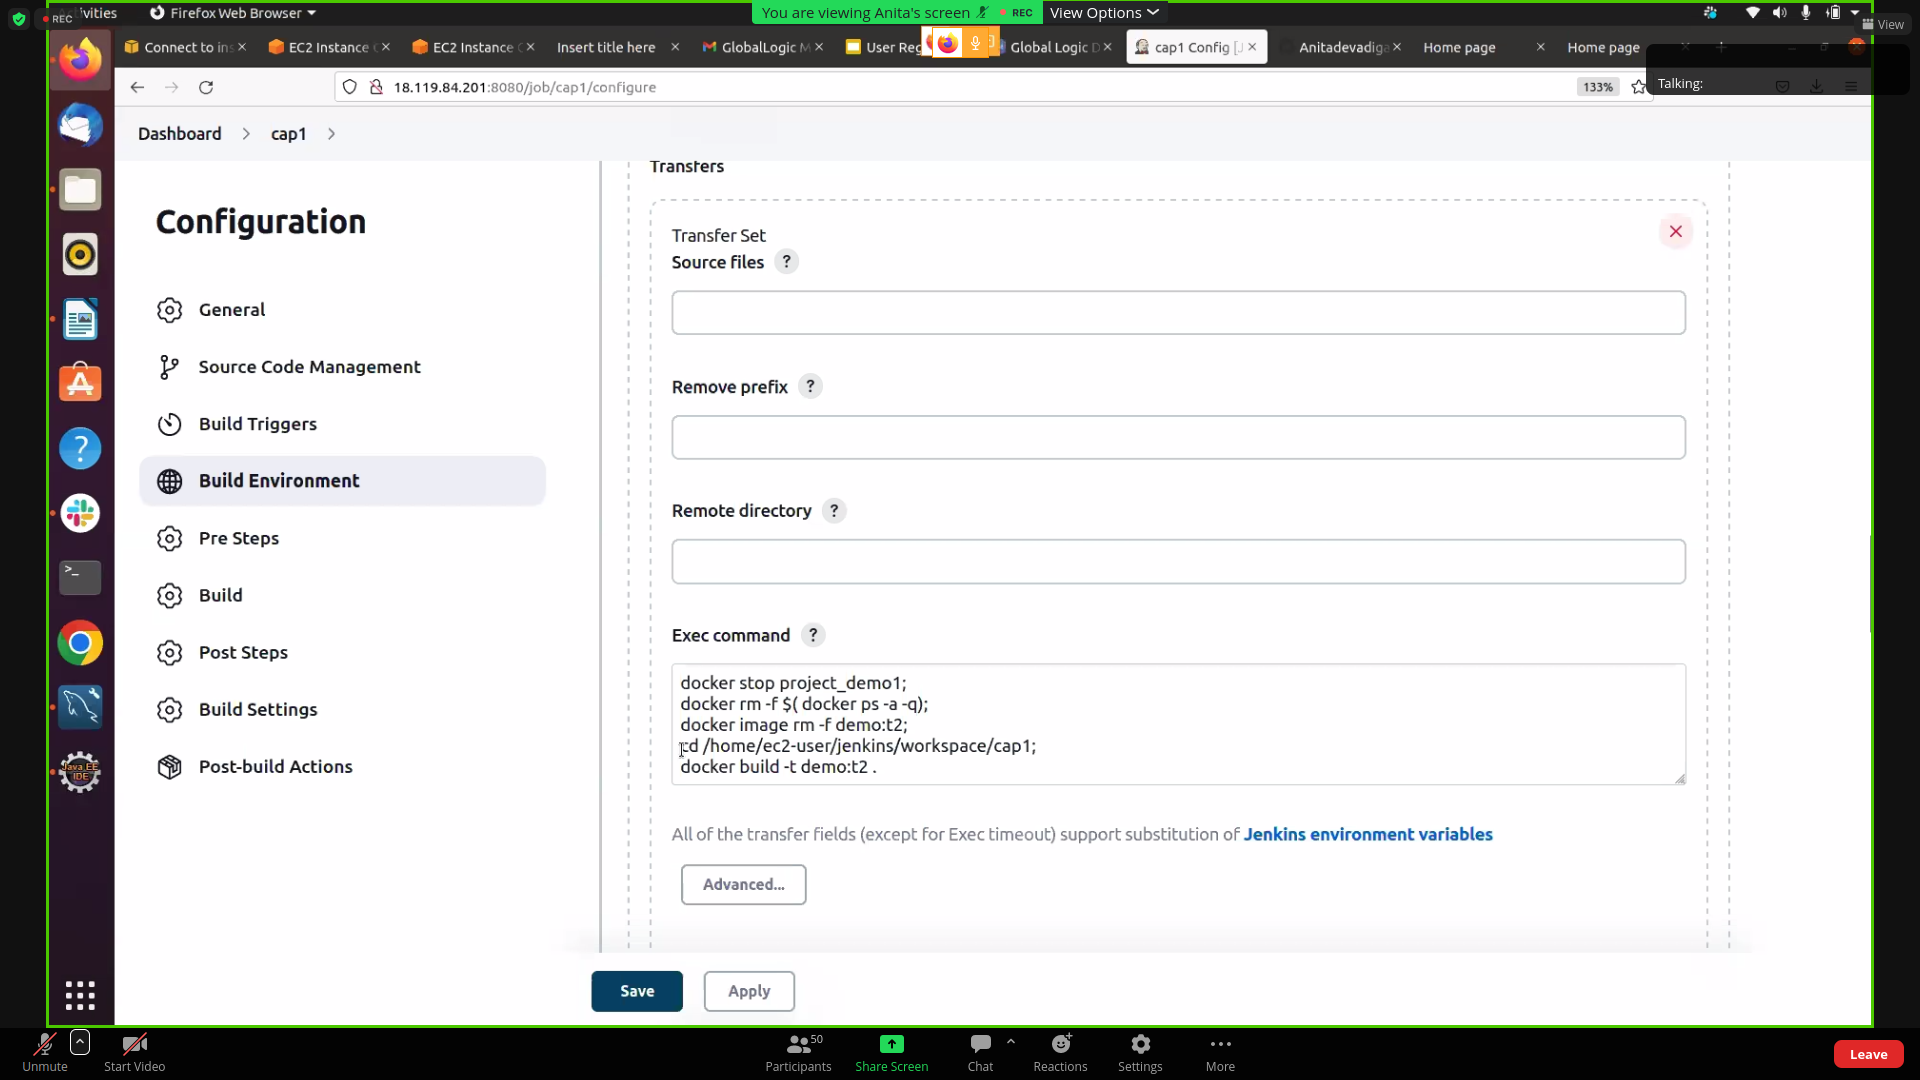 REC
Activities
Firefox Web Browser
You are viewing Anita's screen
REC
View Options
View
Connect to ins
EC2 Instance C
EC2 Instance C
Insert title here
GlobalLogic M
User Reg
Global Logic D
cap1 Config [J
Anitadevadiga
Home page
Home page
18.119.84.201:8080/job/cap1/configure
133%
Talking:
Dashboard
cap1
Configuration
General
Source Code Management
Build Triggers
Build Environment
Pre Steps
Build
Post Steps
Build Settings
Post-build Actions
Transfers
Transfer Set
Source files ?
Remove prefix ?
Remote directory ?
Exec command ?
docker stop project_demo1;
docker rm -f $( docker ps -a -q);
docker image rm -f demo:t2;
cd /home/ec2-user/jenkins/workspace/cap1;
docker build -t demo:t2 .
All of the transfer fields (except for Exec timeout) support substitution of Jenkins environment variables
Advanced...
Save
Apply
Java EE
IDE
Unmute
Start Video
Participants
50
Share Screen
Chat
Reactions
Settings
More
Leave